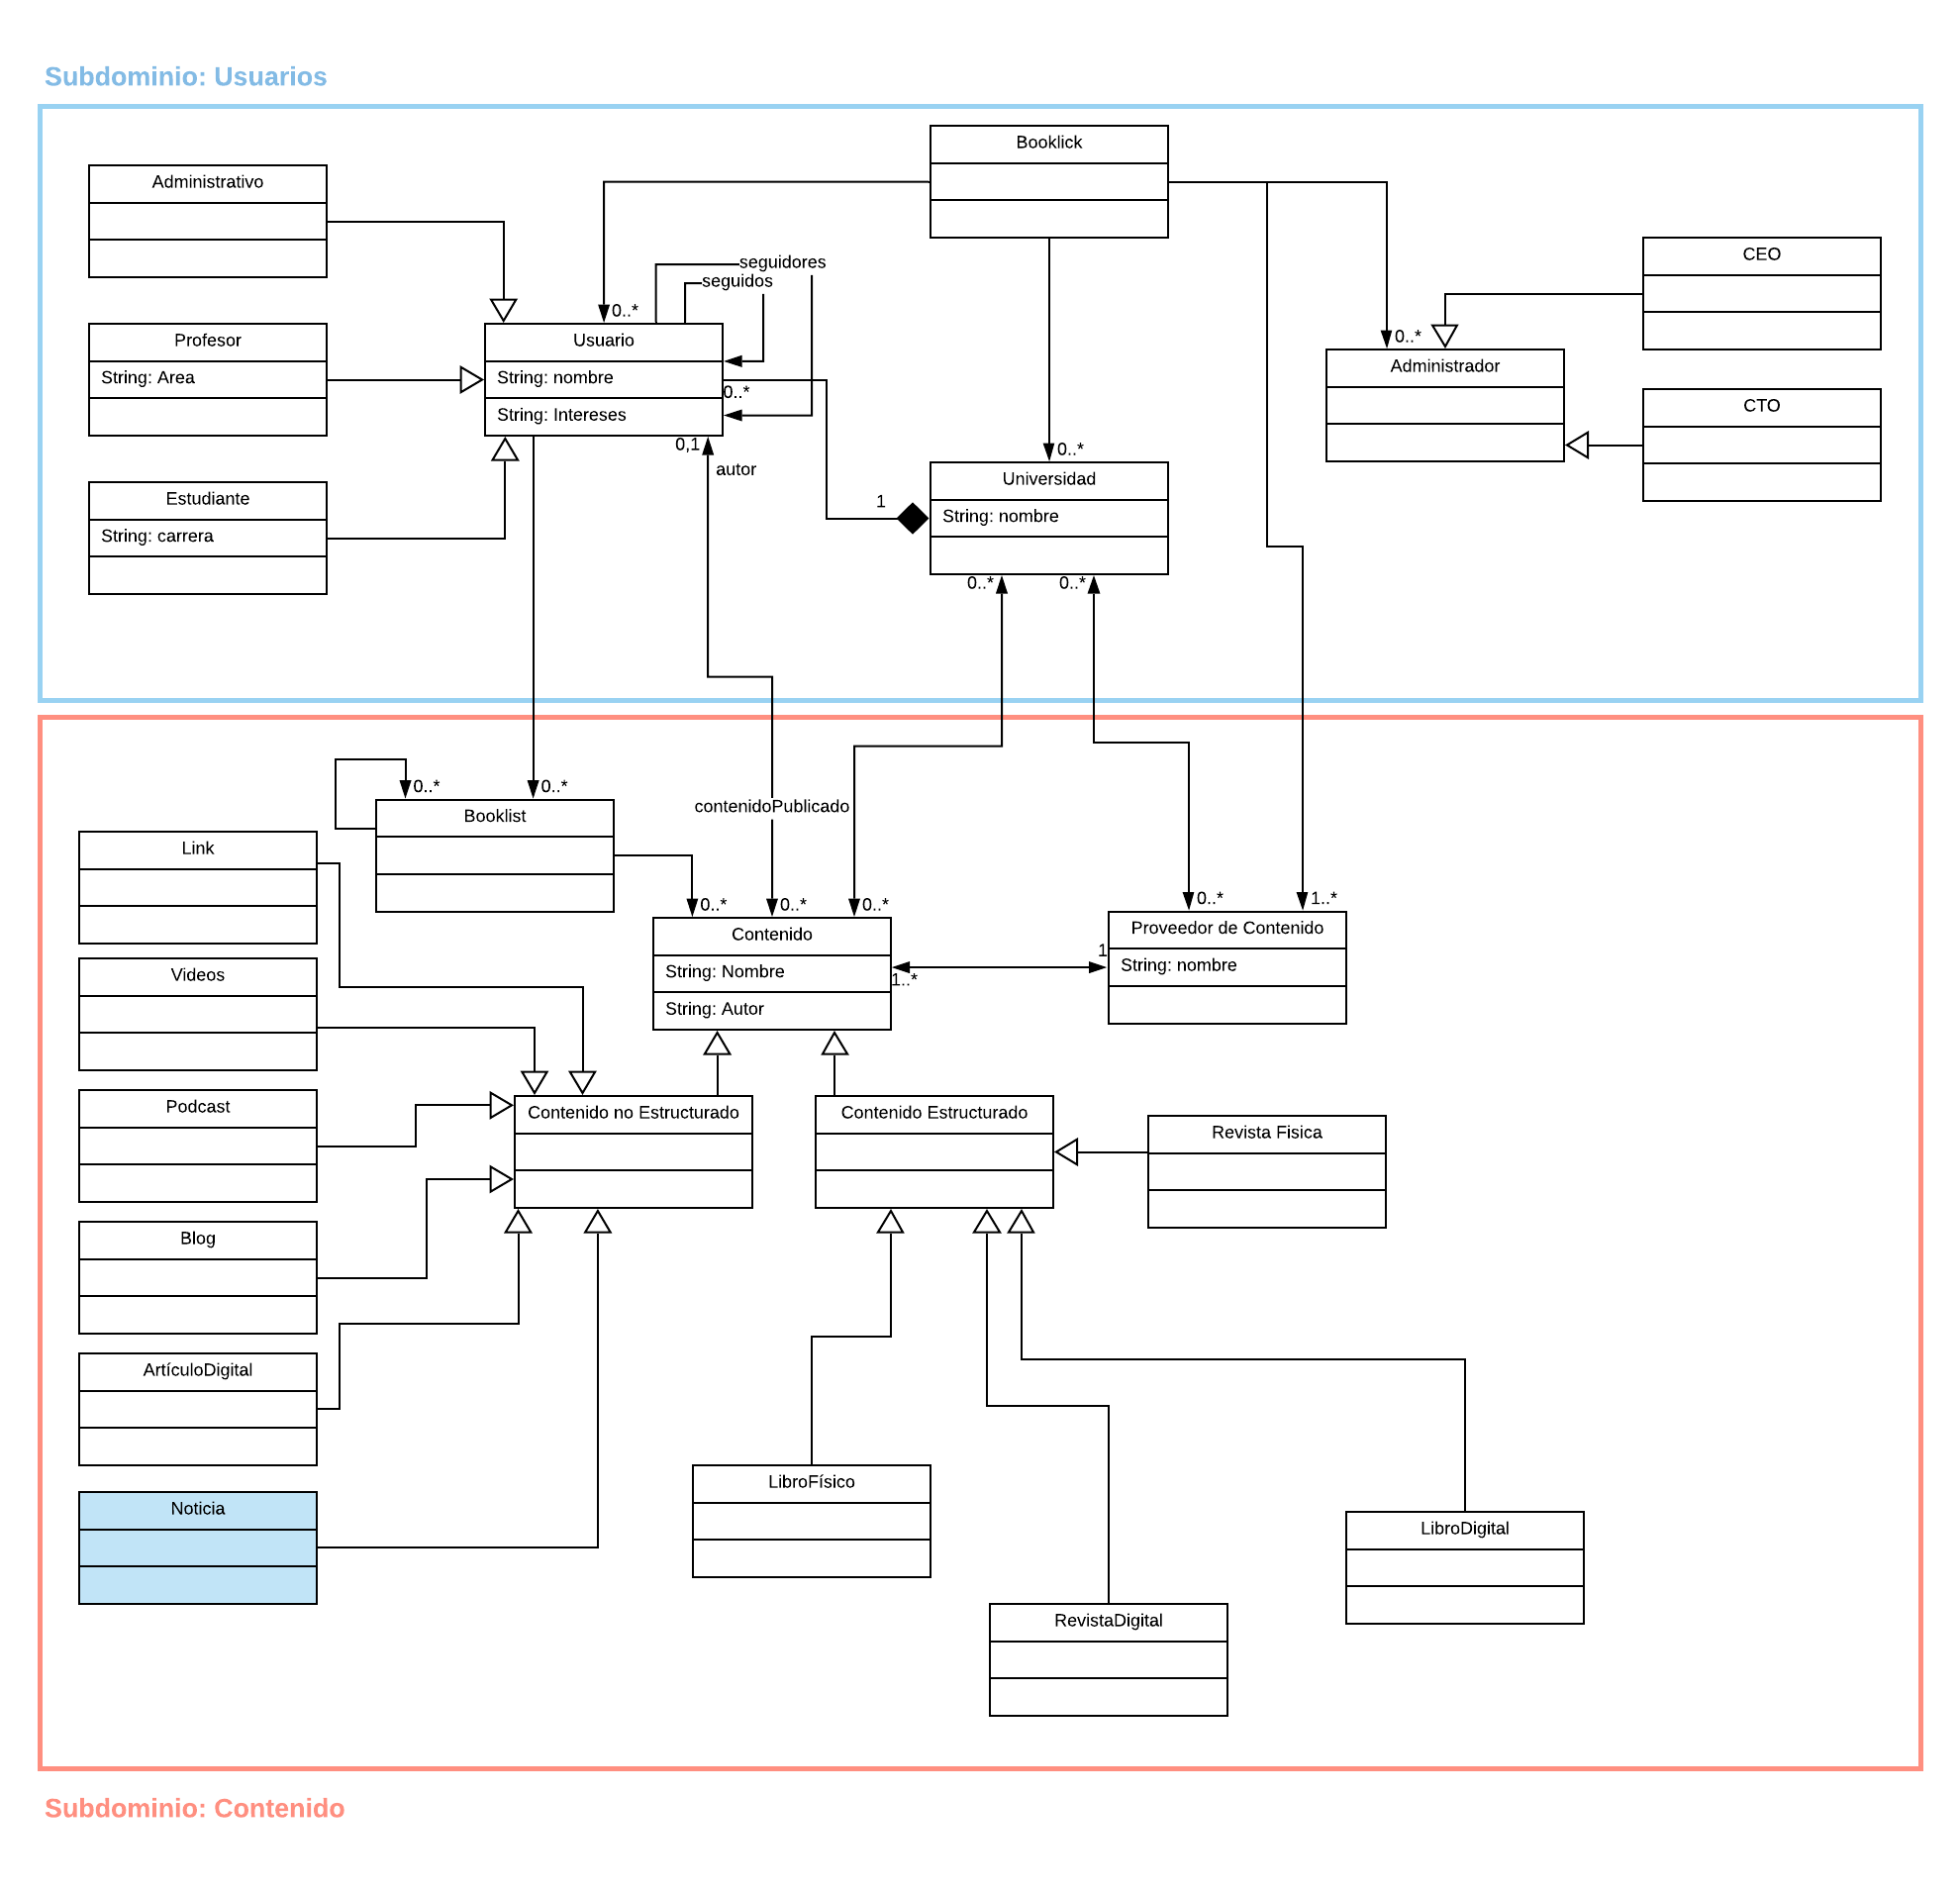 Subdominio: Usuarios
Booklick
Administrativo
CEO
seguidores
seguidos
0..*
Usuario
String: nombre
String: Intereses
0..*
Profesor
String: Area
0..*
Administrador
CTO
0,1
autor
0..*
1
Universidad
String: nombre
Estudiante
String: carrera
0..*
0..*
0..*
0..*
Booklist
contenidoPublicado
Link
0..*
0..*
0..*
Contenido
String: Nombre
String: Autor
0..*
1..*
Proveedor de Contenido
String: nombre
1
1..*
Videos
Podcast
Contenido no Estructurado
Contenido Estructurado
Revista Fisica
Blog
ArtículoDigital
Noticia
LibroFísico
LibroDigital
RevistaDigital
Subdominio: Contenido